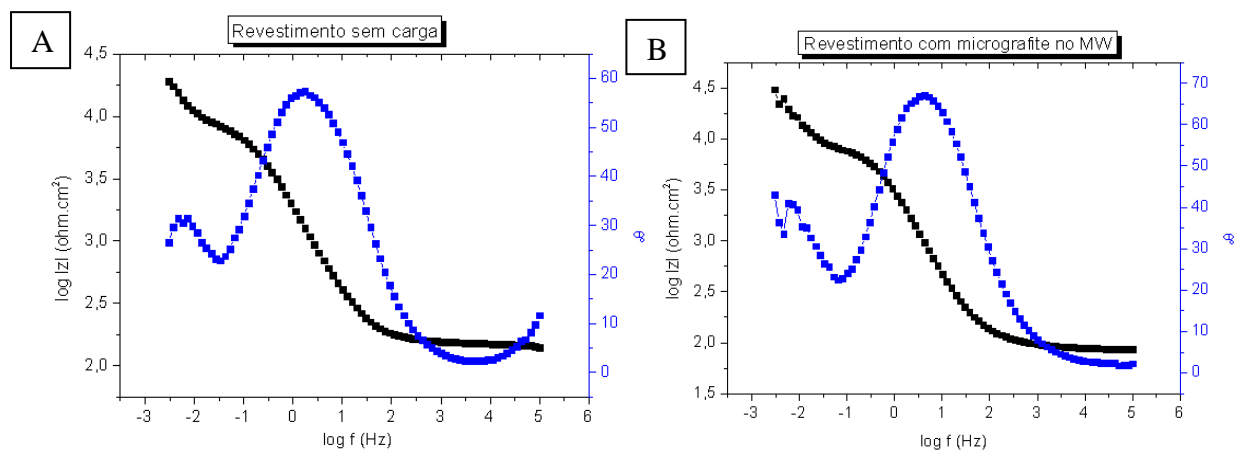 A
Revestimento sem carga
4,5
4,0
3,5
3,0
2,5
2,0
log |z| (ohm.cm²)
60
50
40
30
20
10
0
θ°
-3 -2 -1 0 1 2 3 4 5 6
log f (Hz)
B
Revestimento com micrografite no MW
4,5
4,0
3,5
3,0
2,5
2,0
1,5
log |z| (ohm.cm²)
70
60
50
40
30
20
10
0
θ°
-3 -2 -1 0 1 2 3 4 5 6
log f (Hz)